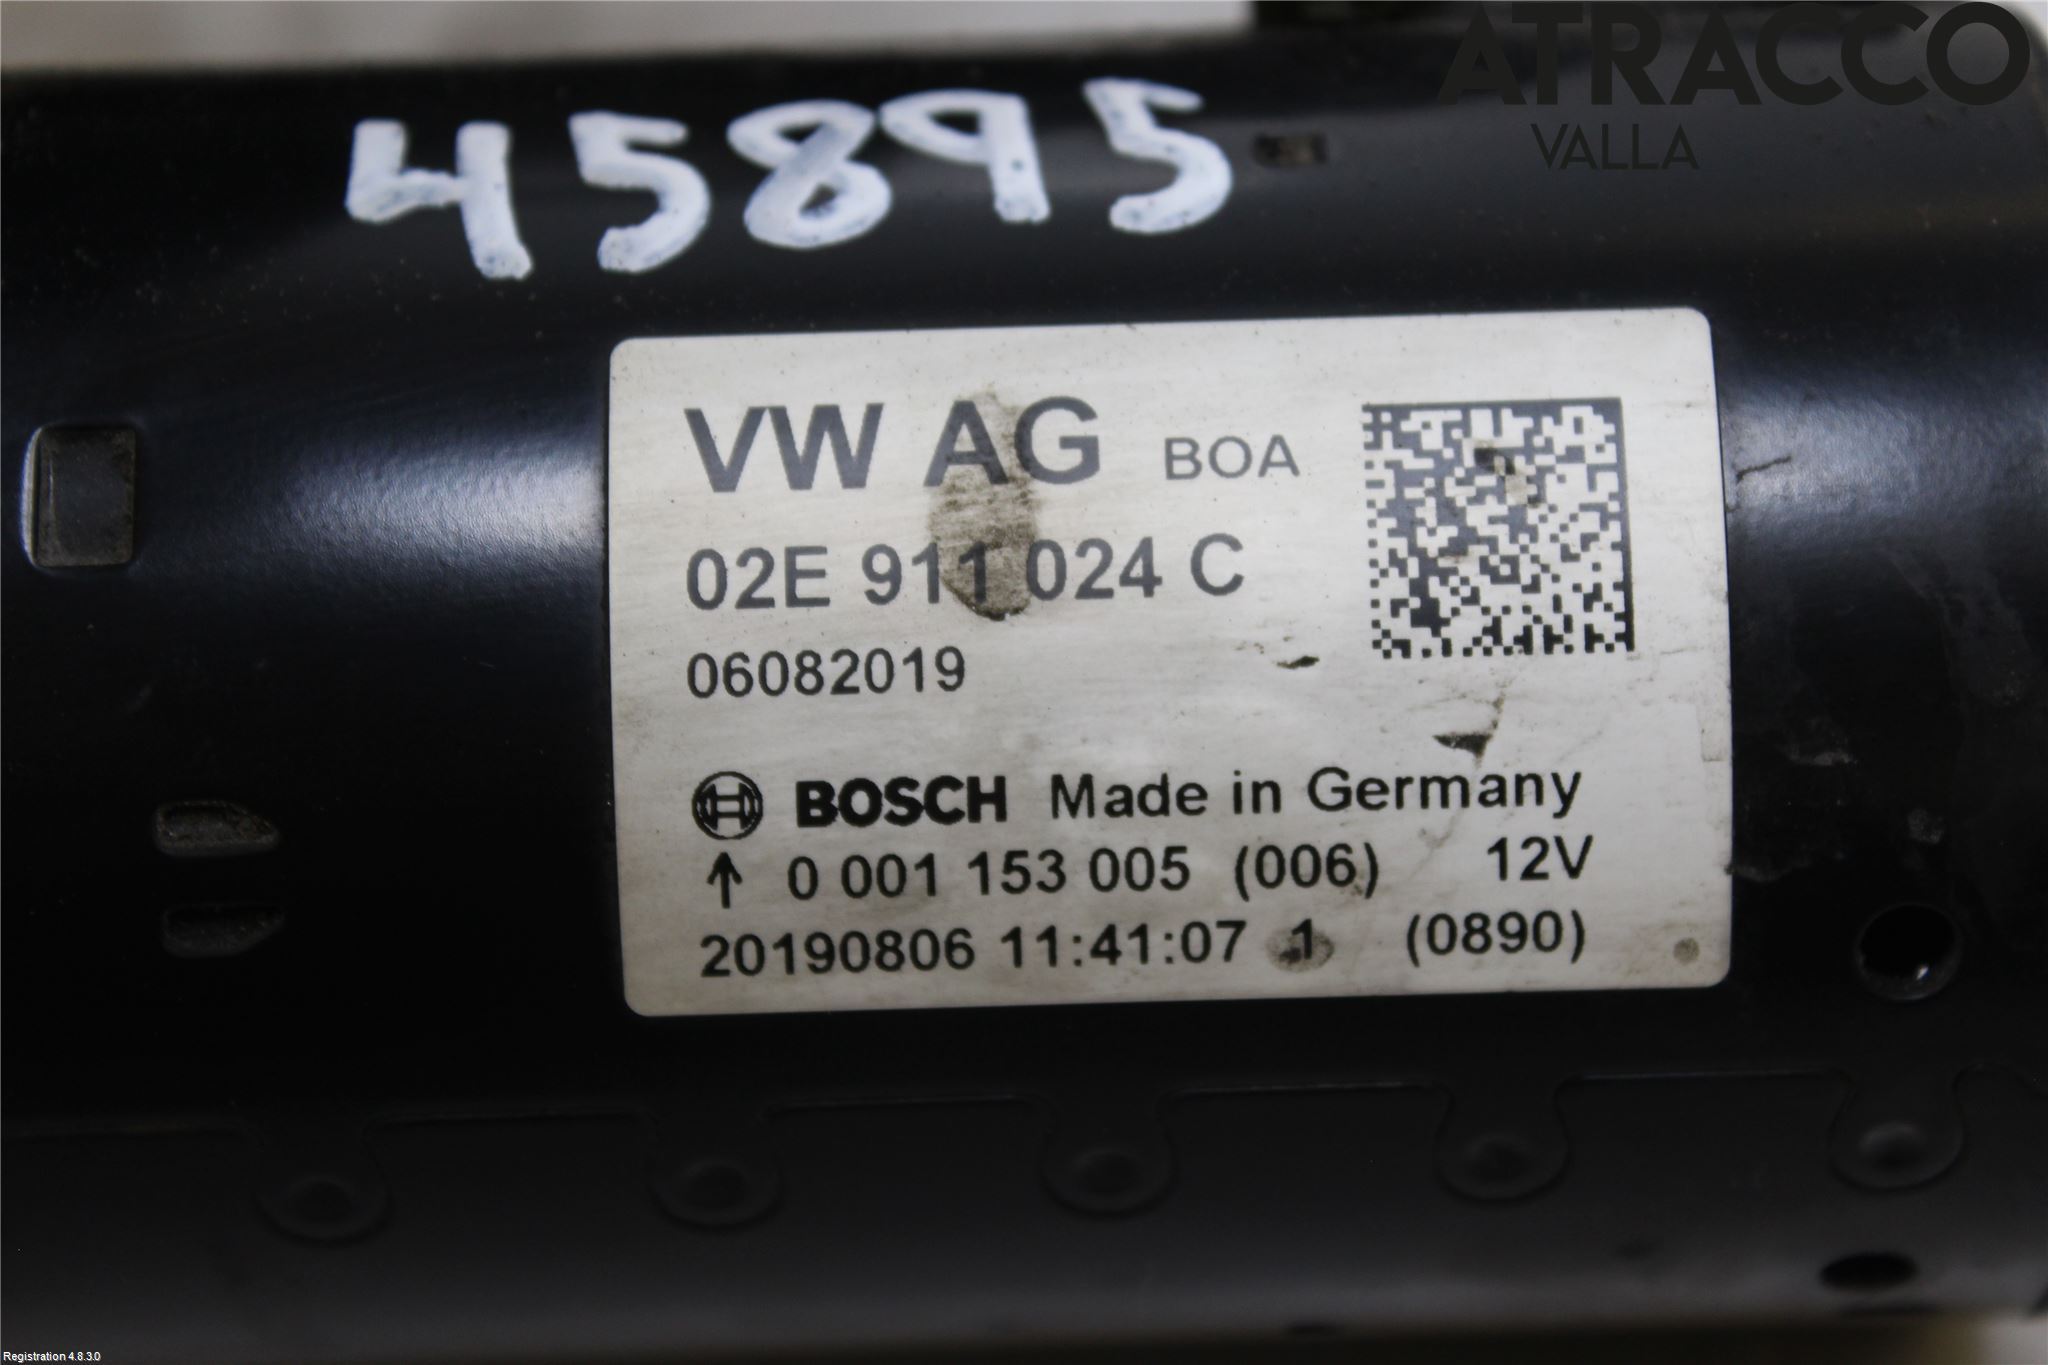 ATRACCO
VALLA
45895
VW AG BOA
02E 911 024 C
06082019
BOSCH Made in Germany
↑ 0 001 153 005 (006) 12V
20190806 11:41:07 1 (0890)
Registration 4.8.3.0